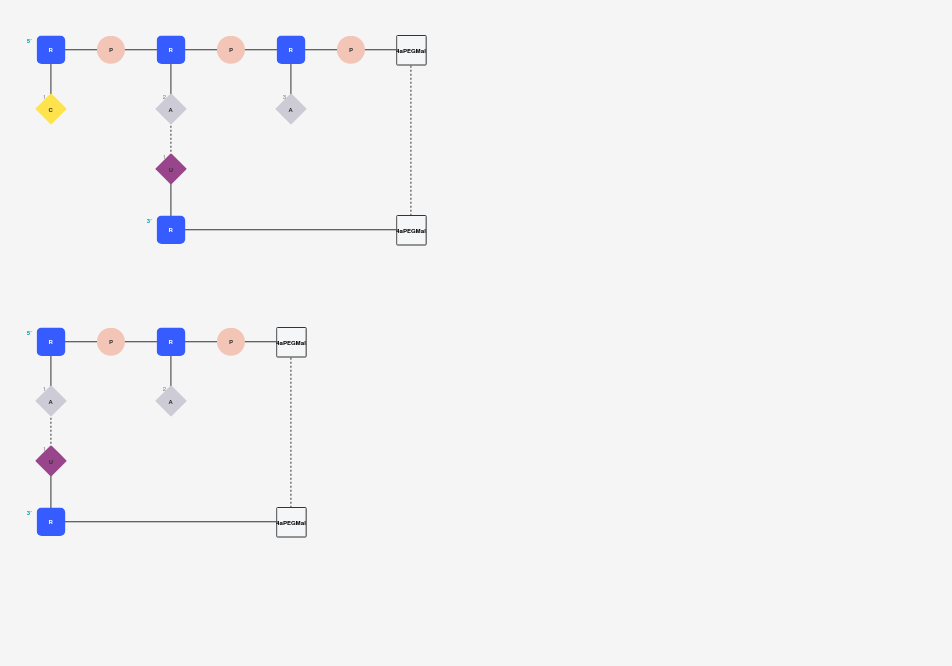 5'
R P R P R P 4aPEGMal
1 2 3
C A A
1
U
3'
R 4aPEGMal
5'
R P R P 4aPEGMal
1 2
A A
1
U
3'
R 4aPEGMal